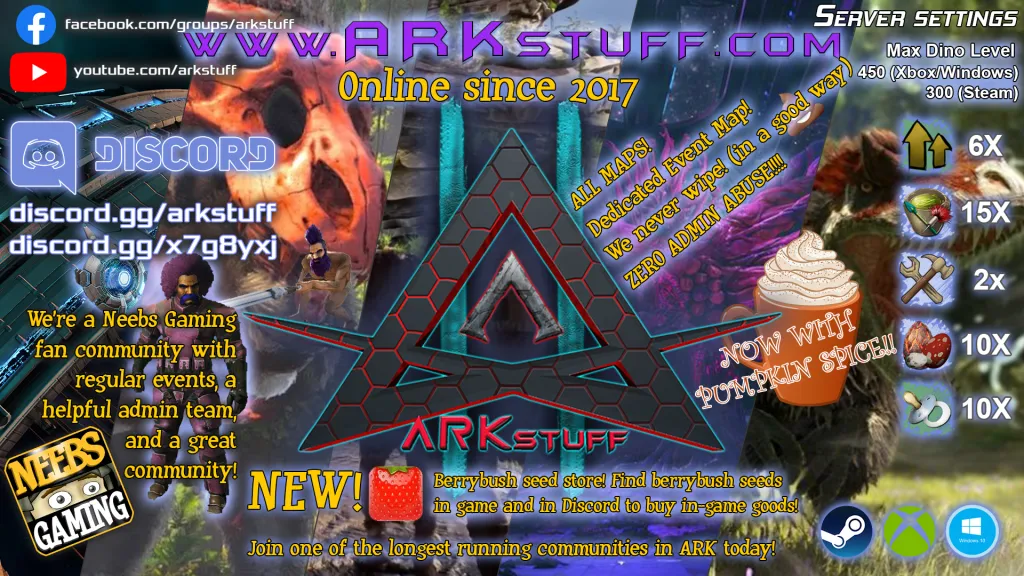 facebook.com/groups/arkstuff
youtube.com/arkstuff
www.ARKstuff.com
Online since 2017
Server settings
Max Dino Level
450 (Xbox/Windows)
300 (Steam)
6X
15X
2x
10X
10X
DISCORD
discord.gg/arkstuff
discord.gg/x7g8yxj
ALL MAPS!
Dedicated Event Map!
We never wipe! (in a good way)
ZERO ADMIN ABUSE!!!!
We're a Neebs Gaming
fan community with
regular events, a
helpful admin team,
and a great
community!
NEEBS
GAMING
NOW WITH
PUMPKIN SPICE!!
ARKstuff
NEW!
Berrybush seed store! Find berrybush seeds
in game and in Discord to buy in-game goods!
Join one of the longest running communities in ARK today!
Windows 10